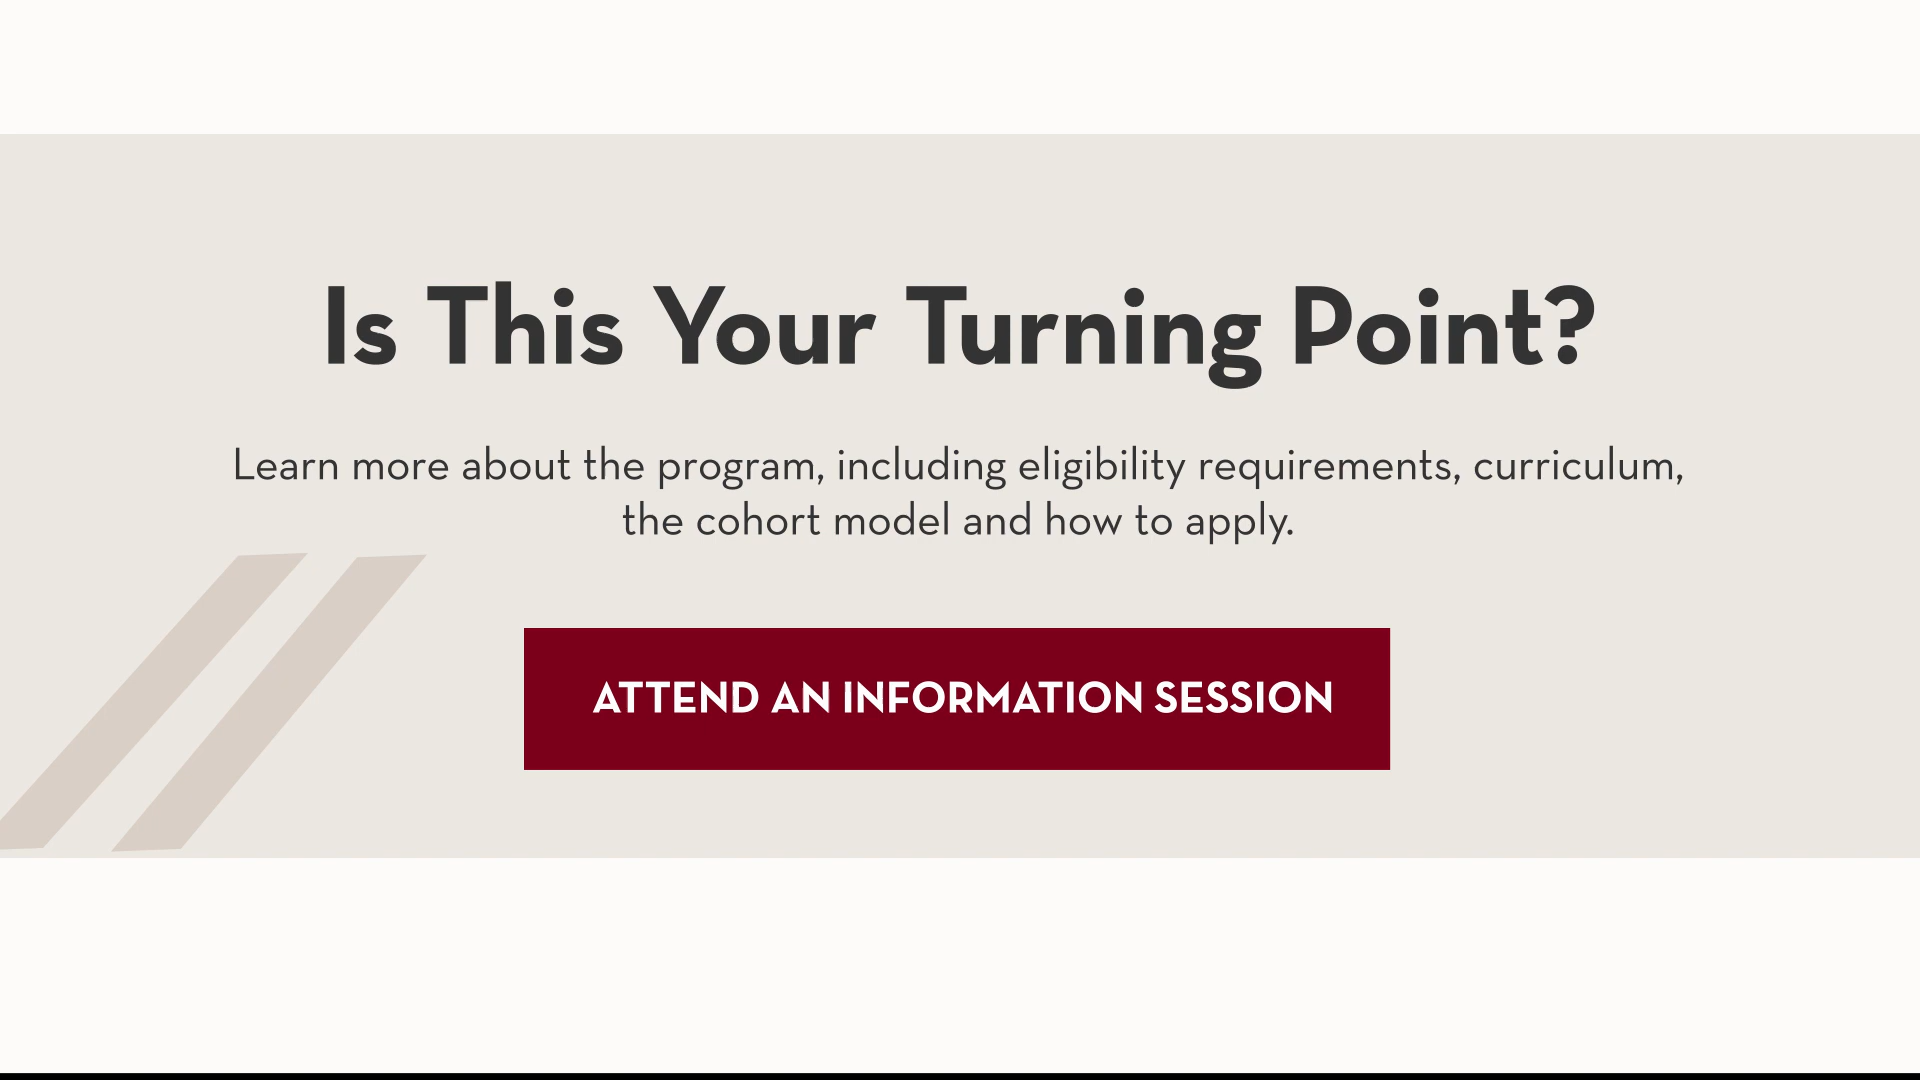 Is This Your Turning Point?
Learn more about the program, including eligibility requirements, curriculum,
the cohort model and how to apply.
ATTEND AN INFORMATION SESSION